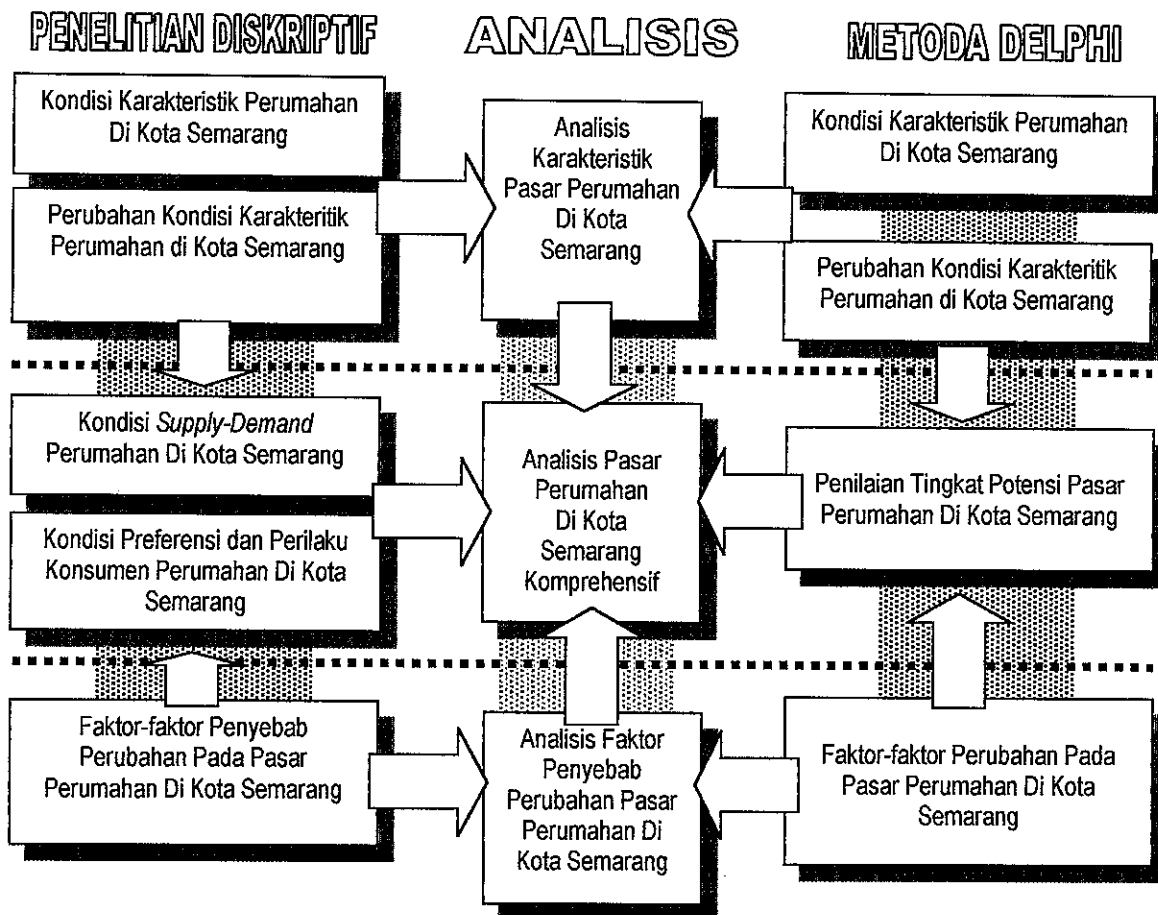 PENELITIAN DISKRIPTIF
ANALISIS
METODA DELPHI
Kondisi Karakteristik Perumahan
Di Kota Semarang
Perubahan Kondisi Karakteritik
Perumahan di Kota Semarang
Analisis
Karakteristik
Pasar Perumahan
Di Kota
Semarang
Kondisi Karakteristik Perumahan
Di Kota Semarang
Perubahan Kondisi Karakteritik
Perumahan di Kota Semarang
Kondisi Supply-Demand
Perumahan Di Kota Semarang
Kondisi Preferensi dan Perilaku
Konsumen Perumahan Di Kota
Semarang
Analisis Pasar
Perumahan
Di Kota
Semarang
Komprehensif
Penilaian Tingkat Potensi Pasar
Perumahan Di Kota Semarang
Faktor-faktor Penyebab
Perubahan Pada Pasar
Perumahan Di Kota Semarang
Analisis Faktor
Penyebab
Perubahan Pasar
Perumahan Di
Kota Semarang
Faktor-faktor Perubahan Pada
Pasar Perumahan Di Kota
Semarang